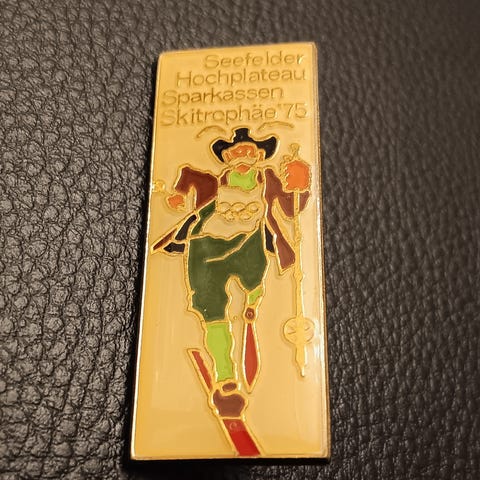 Seefelder
Hochplateau
Sparkassen
Skitrophäe '75